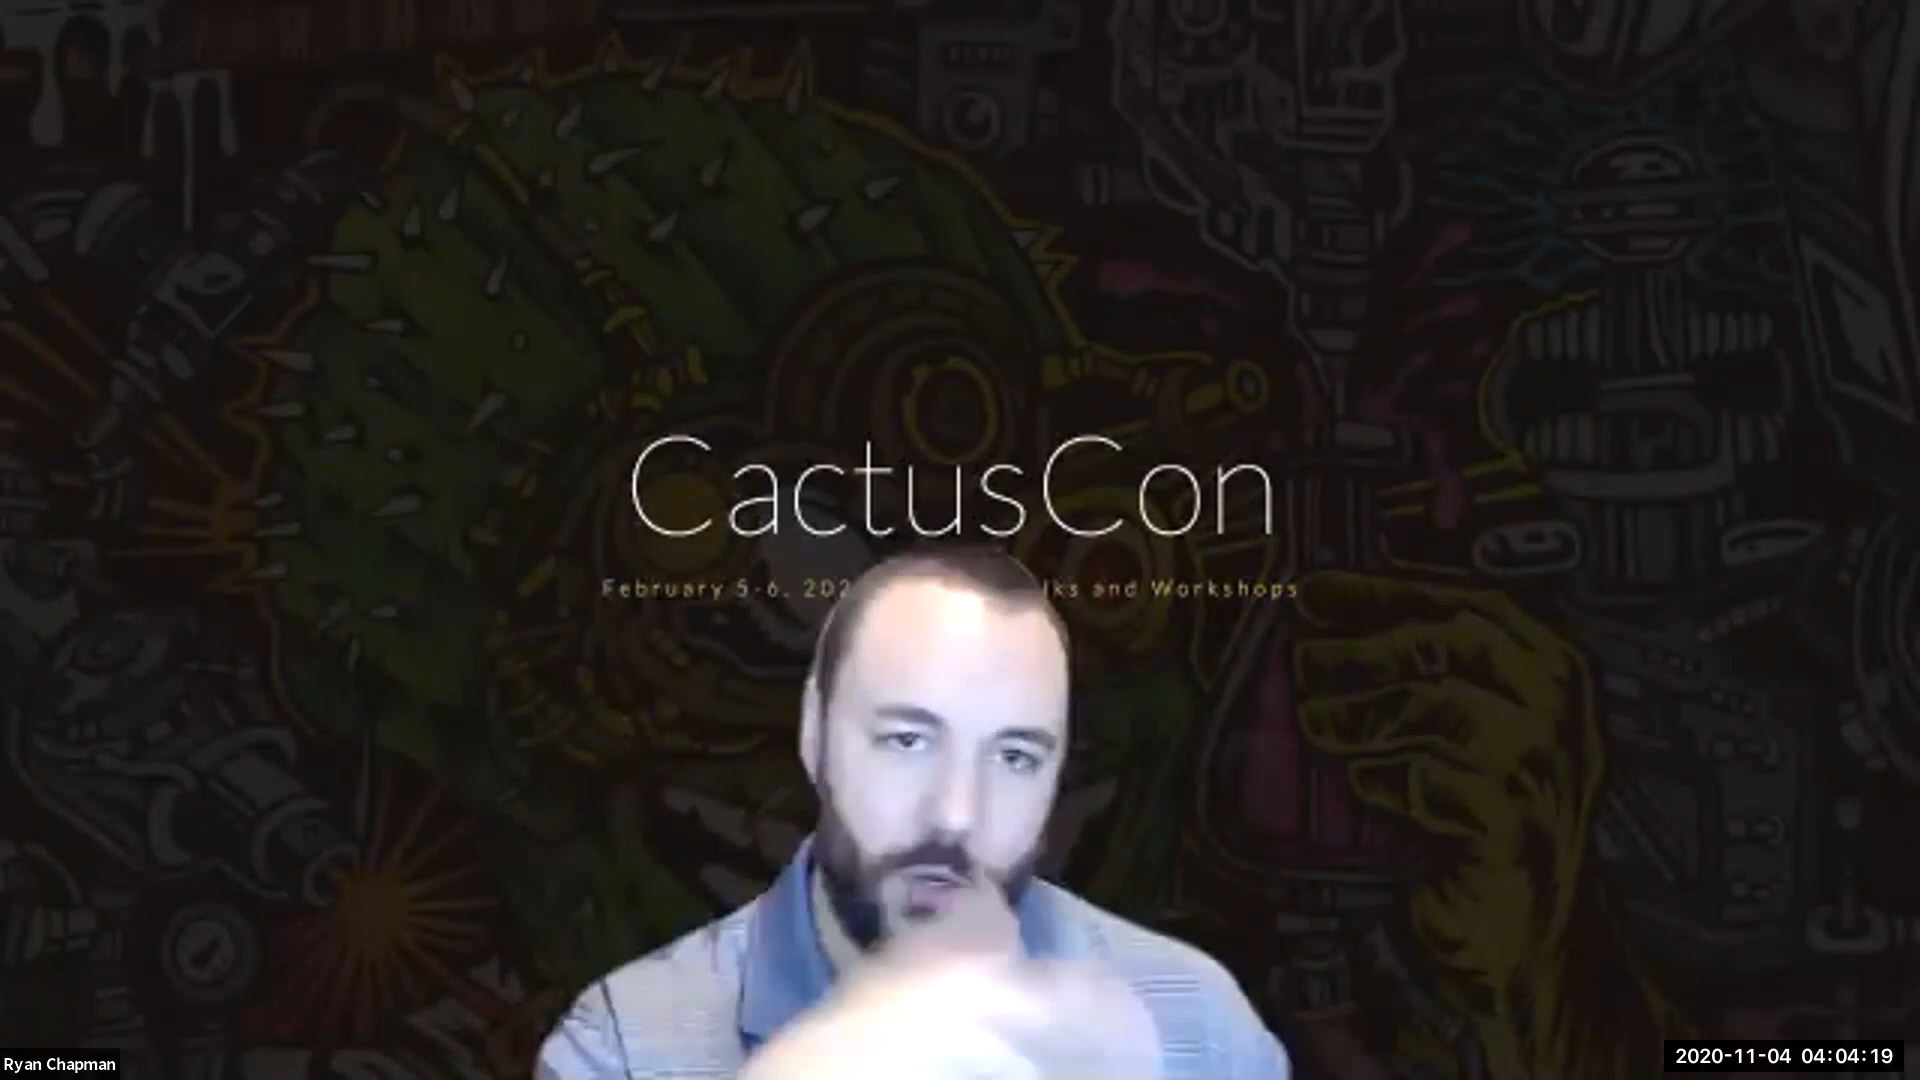 CactusCon
February 5-6, 202 lks and Workshops
Ryan Chapman
2020-11-04 04:04:19